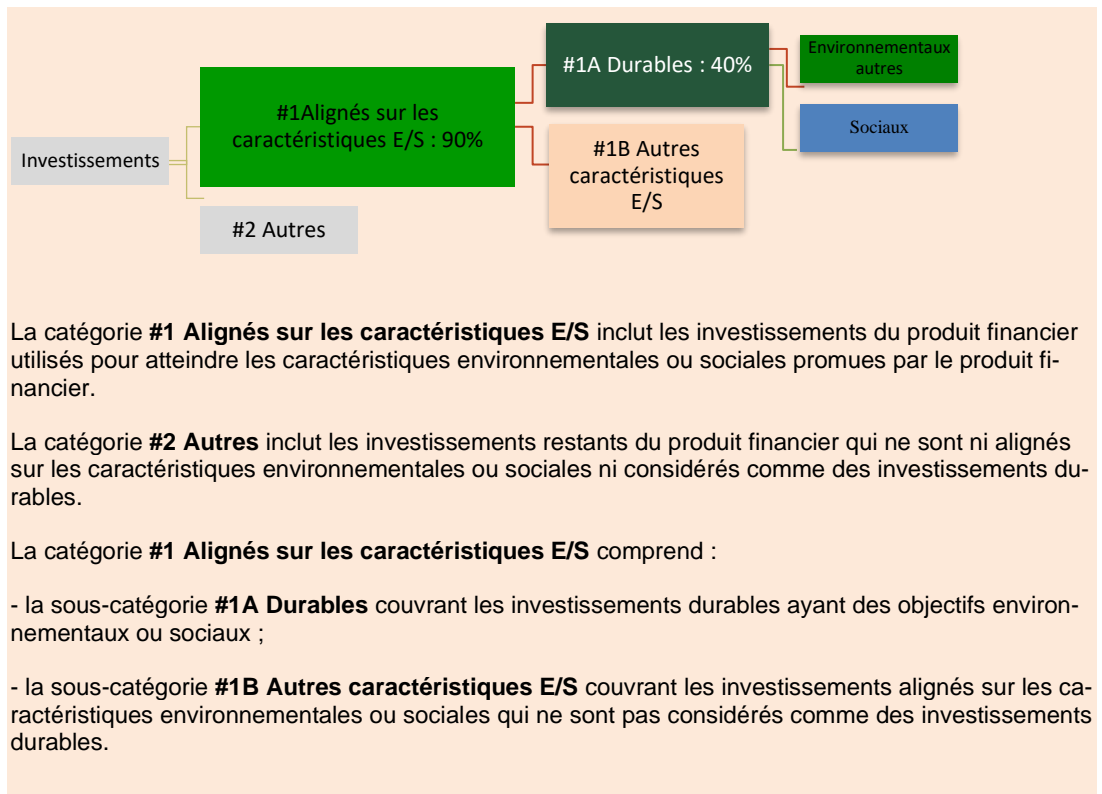 Investissements
#1Alignés sur les
caractéristiques E/S : 90%
#2 Autres
#1A Durables : 40%
#1B Autres
caractéristiques
E/S
Environnementaux
autres
Sociaux
La catégorie #1 Alignés sur les caractéristiques E/S inclut les investissements du produit financier
utilisés pour atteindre les caractéristiques environnementales ou sociales promues par le produit fi-
nancier.
La catégorie #2 Autres inclut les investissements restants du produit financier qui ne sont ni alignés
sur les caractéristiques environnementales ou sociales ni considérés comme des investissements du-
rables.
La catégorie #1 Alignés sur les caractéristiques E/S comprend :
- la sous-catégorie #1A Durables couvrant les investissements durables ayant des objectifs environ-
nementaux ou sociaux ;
- la sous-catégorie #1B Autres caractéristiques E/S couvrant les investissements alignés sur les ca-
ractéristiques environnementales ou sociales qui ne sont pas considérés comme des investissements
durables.